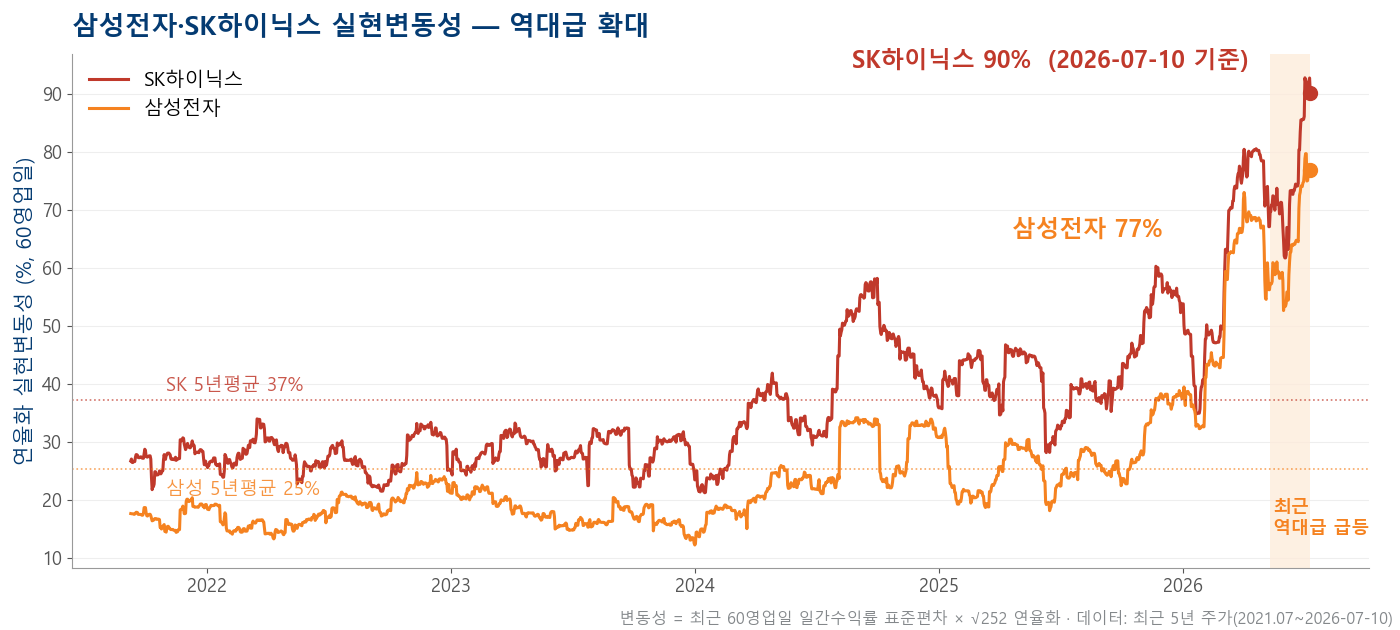 삼성전자·SK하이닉스 실현변동성 — 역대급 확대
SK하이닉스 90% (2026-07-10 기준)
SK하이닉스
삼성전자
연율화 실현변동성 (%, 60영업일)
90
80
70
60
50
40
30
20
10
삼성전자 77%
SK 5년평균 37%
삼성 5년평균 25%
최근
역대급 급등
2022
2023
2024
2025
2026
변동성 = 최근 60영업일 일간수익률 표준편차 × √252 연율화 · 데이터: 최근 5년 주가(2021.07~2026-07-10)